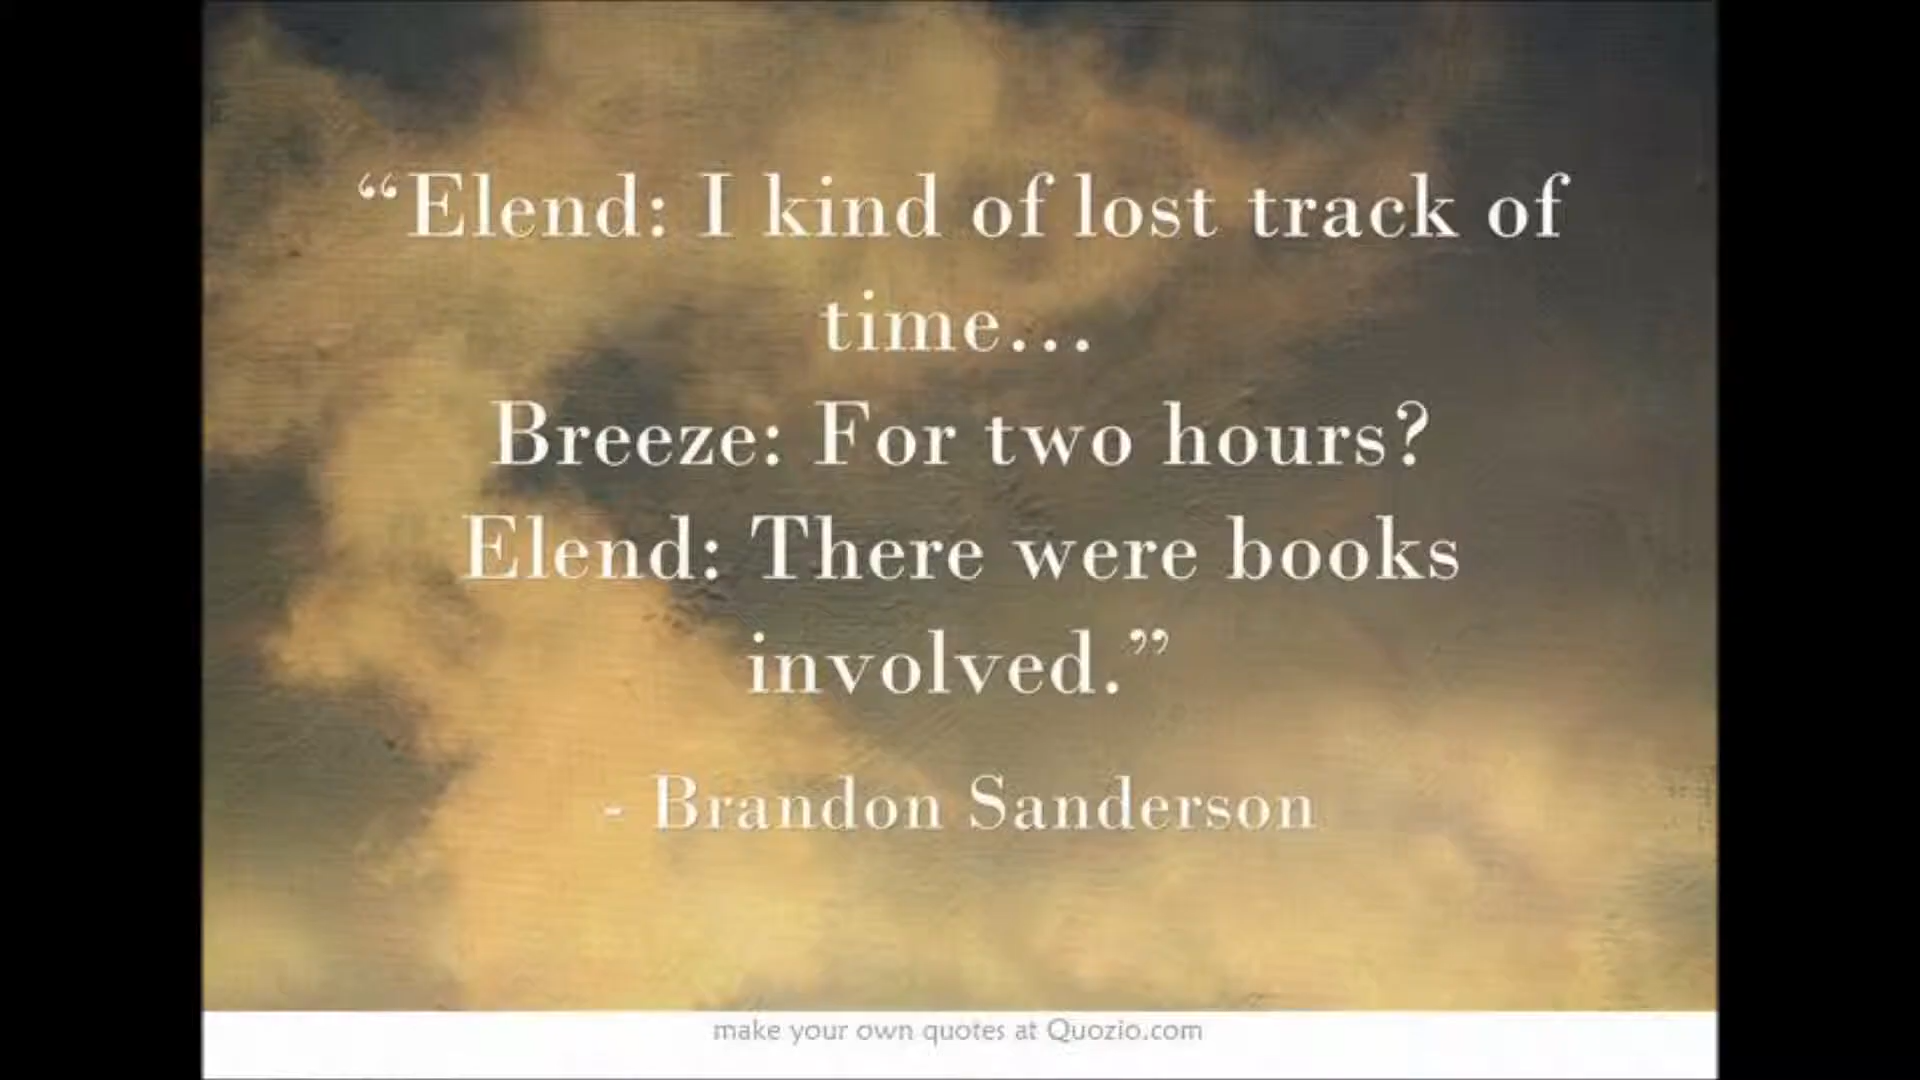 “Elend: I kind of lost track of
time…
Breeze: For two hours?
Elend: There were books
involved.”
- Brandon Sanderson
make your own quotes at Quozio.com